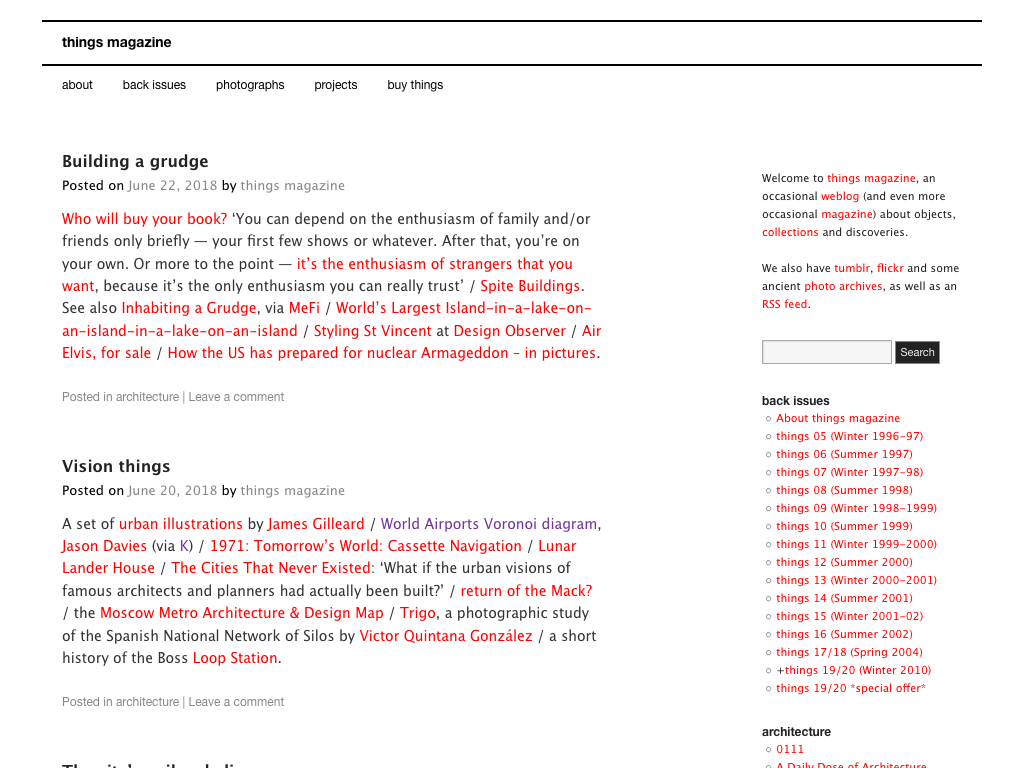 things magazine
about back issues photographs projects buy things
Building a grudge
Posted on June 22, 2018 by things magazine
Who will buy your book? ‘You can depend on the enthusiasm of family and/or
friends only briefly — your first few shows or whatever. After that, you’re on
your own. Or more to the point — it’s the enthusiasm of strangers that you
want, because it’s the only enthusiasm you can really trust’ / Spite Buildings.
See also Inhabiting a Grudge, via MeFi / World’s Largest Island-in-a-lake-on-
an-island-in-a-lake-on-an-island / Styling St Vincent at Design Observer / Air
Elvis, for sale / How the US has prepared for nuclear Armageddon – in pictures.
Posted in architecture | Leave a comment
Vision things
Posted on June 20, 2018 by things magazine
A set of urban illustrations by James Gilleard / World Airports Voronoi diagram,
Jason Davies (via K) / 1971: Tomorrow’s World: Cassette Navigation / Lunar
Lander House / The Cities That Never Existed: ‘What if the urban visions of
famous architects and planners had actually been built?’ / return of the Mack?
/ the Moscow Metro Architecture & Design Map / Trigo, a photographic study
of the Spanish National Network of Silos by Victor Quintana González / a short
history of the Boss Loop Station.
Posted in architecture | Leave a comment
Welcome to things magazine, an
occasional weblog (and even more
occasional magazine) about objects,
collections and discoveries.
We also have tumblr, flickr and some
ancient photo archives, as well as an
RSS feed.
Search
back issues
About things magazine
things 05 (Winter 1996-97)
things 06 (Summer 1997)
things 07 (Winter 1997-98)
things 08 (Summer 1998)
things 09 (Winter 1998-1999)
things 10 (Summer 1999)
things 11 (Winter 1999-2000)
things 12 (Summer 2000)
things 13 (Winter 2000-2001)
things 14 (Summer 2001)
things 15 (Winter 2001-02)
things 16 (Summer 2002)
things 17/18 (Spring 2004)
+things 19/20 (Winter 2010)
things 19/20 *special offer*
architecture
0111
A Daily Dose of Architecture